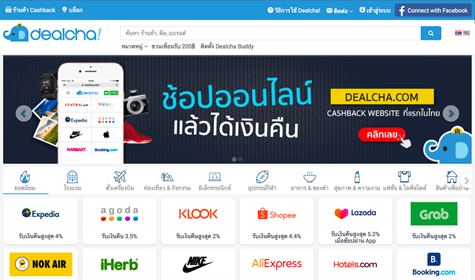 ร้านค้า Cashback บล็อก วิธีการใช้ Dealcha! ติดต่อ เข้าสู่ระบบ Connect with Facebook
dealcha!
ค้นหา ร้านค้า, ดีล, แบรนด์
หมวดหมู่ ชวนเพื่อนรับ 200฿ ติดตั้ง Dealcha Buddy
ช้อปออนไลน์
แล้วได้เงินคืน
DEALCHA.COM
CASHBACK WEBSITE ที่แรกในไทย
คลิกเลย
dealcha!
Expedia
agoda
KARMART
Booking.com
ยอดนิยม โรงแรม ตั๋วเครื่องบิน ท่องเที่ยว & กิจกรรม อิเล็กทรอนิกส์ อุปกรณ์กีฬา อาหาร & ของชำ สุขภาพ & ความงาม แฟชั่น & ไลฟ์สไตล์
Expedia agoda KLOOK Shopee Lazada Grab
รับเงินคืนสูงสุด 4% รับเงินคืน 3.5% รับเงินคืนสูงสุด 2% รับเงินคืนสูงสุด 4.4% รับเงินคืนสูงสุด 5.2% รับเงินคืนสูงสุด 2%
เมื่อช้อปผ่าน App
NOK AIR iHerb NIKE AliExpress Hotels.com B
Booking.com